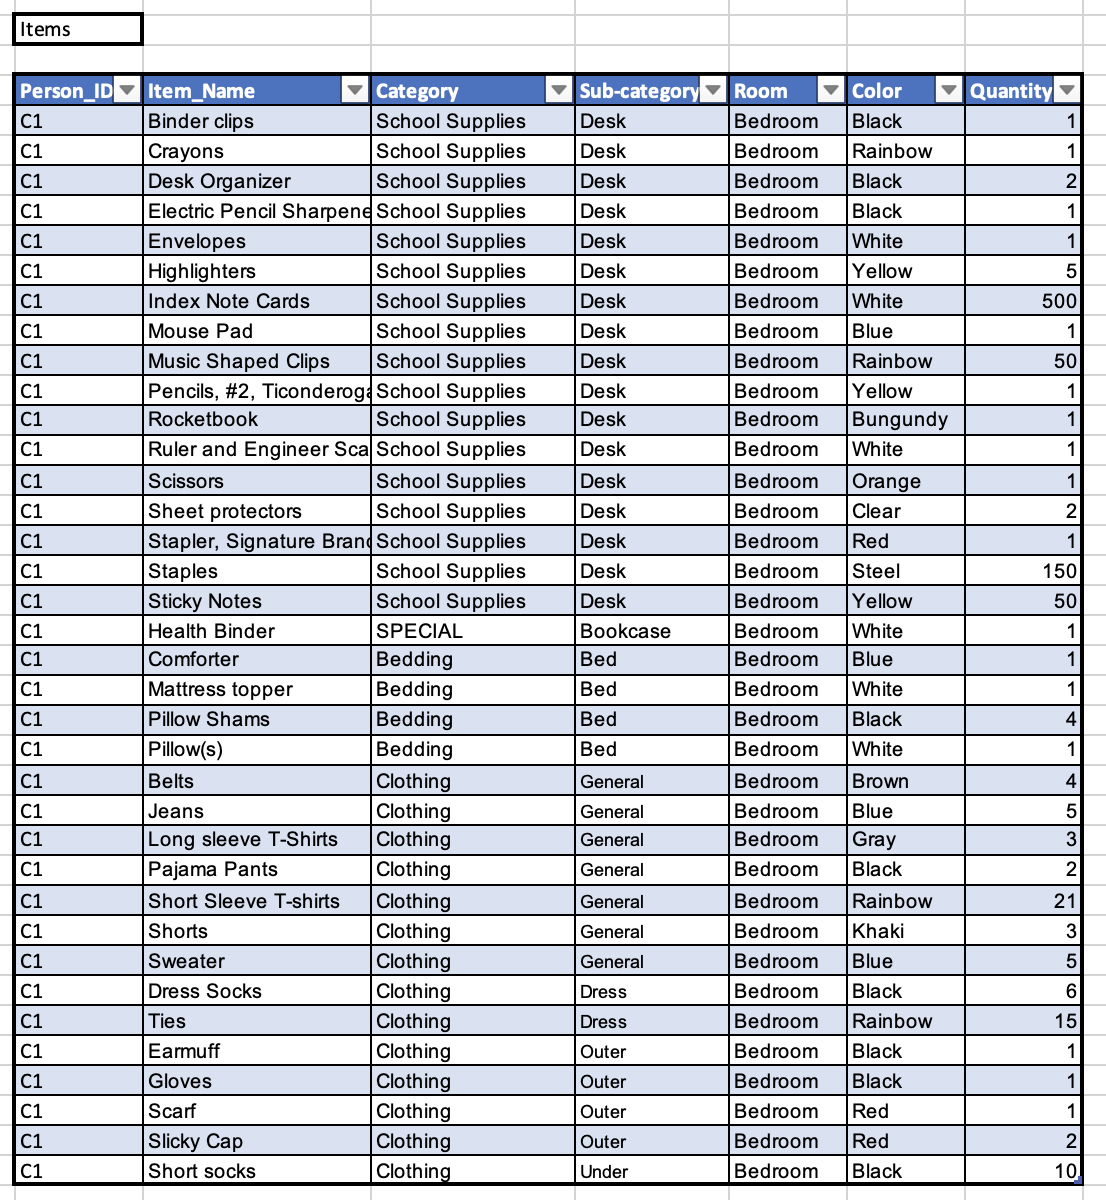 Items
Person_ID Item_Name Category Sub-category Room Color Quantity
C1 Binder clips School Supplies Desk Bedroom Black 1
C1 Crayons School Supplies Desk Bedroom Rainbow 1
C1 Desk Organizer School Supplies Desk Bedroom Black 2
C1 Electric Pencil Sharpene School Supplies Desk Bedroom Black 1
C1 Envelopes School Supplies Desk Bedroom White 1
C1 Highlighters School Supplies Desk Bedroom Yellow 5
C1 Index Note Cards School Supplies Desk Bedroom White 500
C1 Mouse Pad School Supplies Desk Bedroom Blue 1
C1 Music Shaped Clips School Supplies Desk Bedroom Rainbow 50
C1 Pencils, #2, Ticonderoga School Supplies Desk Bedroom Yellow 1
C1 Rocketbook School Supplies Desk Bedroom Bungundy 1
C1 Ruler and Engineer Sca School Supplies Desk Bedroom White 1
C1 Scissors School Supplies Desk Bedroom Orange 1
C1 Sheet protectors School Supplies Desk Bedroom Clear 2
C1 Stapler, Signature Brand School Supplies Desk Bedroom Red 1
C1 Staples School Supplies Desk Bedroom Steel 150
C1 Sticky Notes School Supplies Desk Bedroom Yellow 50
C1 Health Binder SPECIAL Bookcase Bedroom White 1
C1 Comforter Bedding Bed Bedroom Blue 1
C1 Mattress topper Bedding Bed Bedroom White 1
C1 Pillow Shams Bedding Bed Bedroom Black 4
C1 Pillow(s) Bedding Bed Bedroom White 1
C1 Belts Clothing General Bedroom Brown 4
C1 Jeans Clothing General Bedroom Blue 5
C1 Long sleeve T-Shirts Clothing General Bedroom Gray 3
C1 Pajama Pants Clothing General Bedroom Black 2
C1 Short Sleeve T-shirts Clothing General Bedroom Rainbow 21
C1 Shorts Clothing General Bedroom Khaki 3
C1 Sweater Clothing General Bedroom Blue 5
C1 Dress Socks Clothing Dress Bedroom Black 6
C1 Ties Clothing Dress Bedroom Rainbow 15
C1 Earmuff Clothing Outer Bedroom Black 1
C1 Gloves Clothing Outer Bedroom Black 1
C1 Scarf Clothing Outer Bedroom Red 1
C1 Slicky Cap Clothing Outer Bedroom Red 2
C1 Short socks Clothing Under Bedroom Black 10